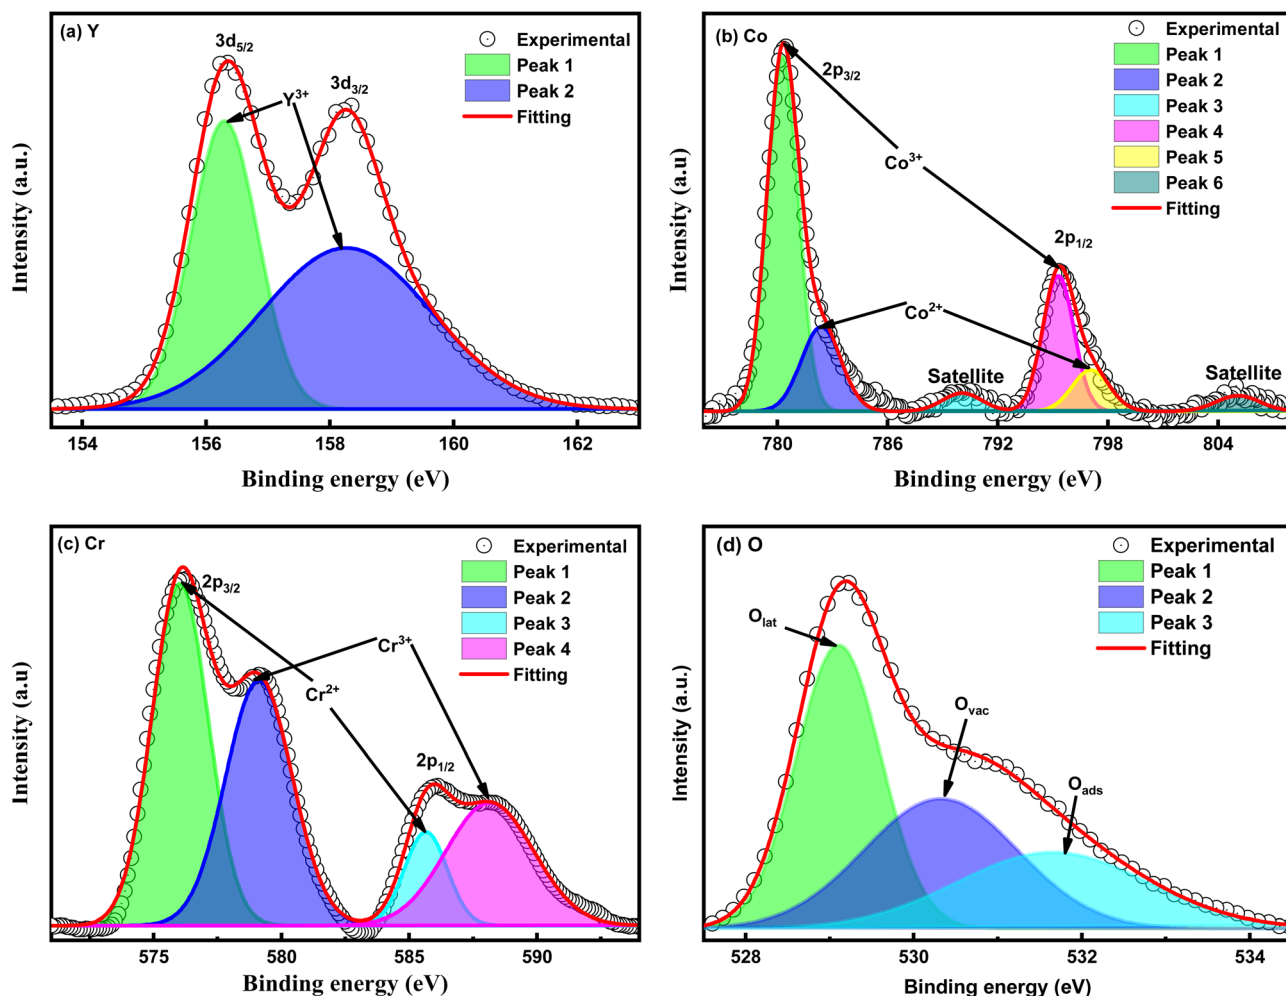 (a) Y
3d5/2
3d3/2
Y3+
Experimental
Peak 1
Peak 2
Fitting
Intensity (a.u.)
154 156 158 160 162
Binding energy (eV)
(b) Co
2p3/2
Co3+
2p1/2
Co2+
Satellite
Satellite
Experimental
Peak 1
Peak 2
Peak 3
Peak 4
Peak 5
Peak 6
Fitting
Intensity (a.u)
780 786 792 798 804
Binding energy (eV)
(c) Cr
2p3/2
Cr3+
Cr2+
2p1/2
Experimental
Peak 1
Peak 2
Peak 3
Peak 4
Fitting
Intensity (a.u)
575 580 585 590
Binding energy (eV)
(d) O
Olat
Ovac
Oads
Experimental
Peak 1
Peak 2
Peak 3
Fitting
Intensity (a.u.)
528 530 532 534
Binding energy (eV)